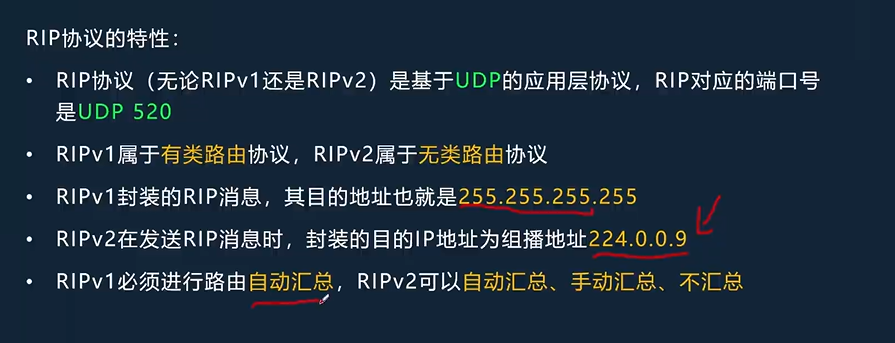 RIP协议的特性：
• RIP协议（无论RIPv1还是RIPv2）是基于UDP的应用层协议，RIP对应的端口号
是UDP 520
• RIPv1属于有类路由协议，RIPv2属于无类路由协议
• RIPv1封装的RIP消息，其目的地址也就是255.255.255.255
• RIPv2在发送RIP消息时，封装的目的IP地址为组播地址224.0.0.9
• RIPv1必须进行路由自动汇总，RIPv2可以自动汇总、手动汇总、不汇总